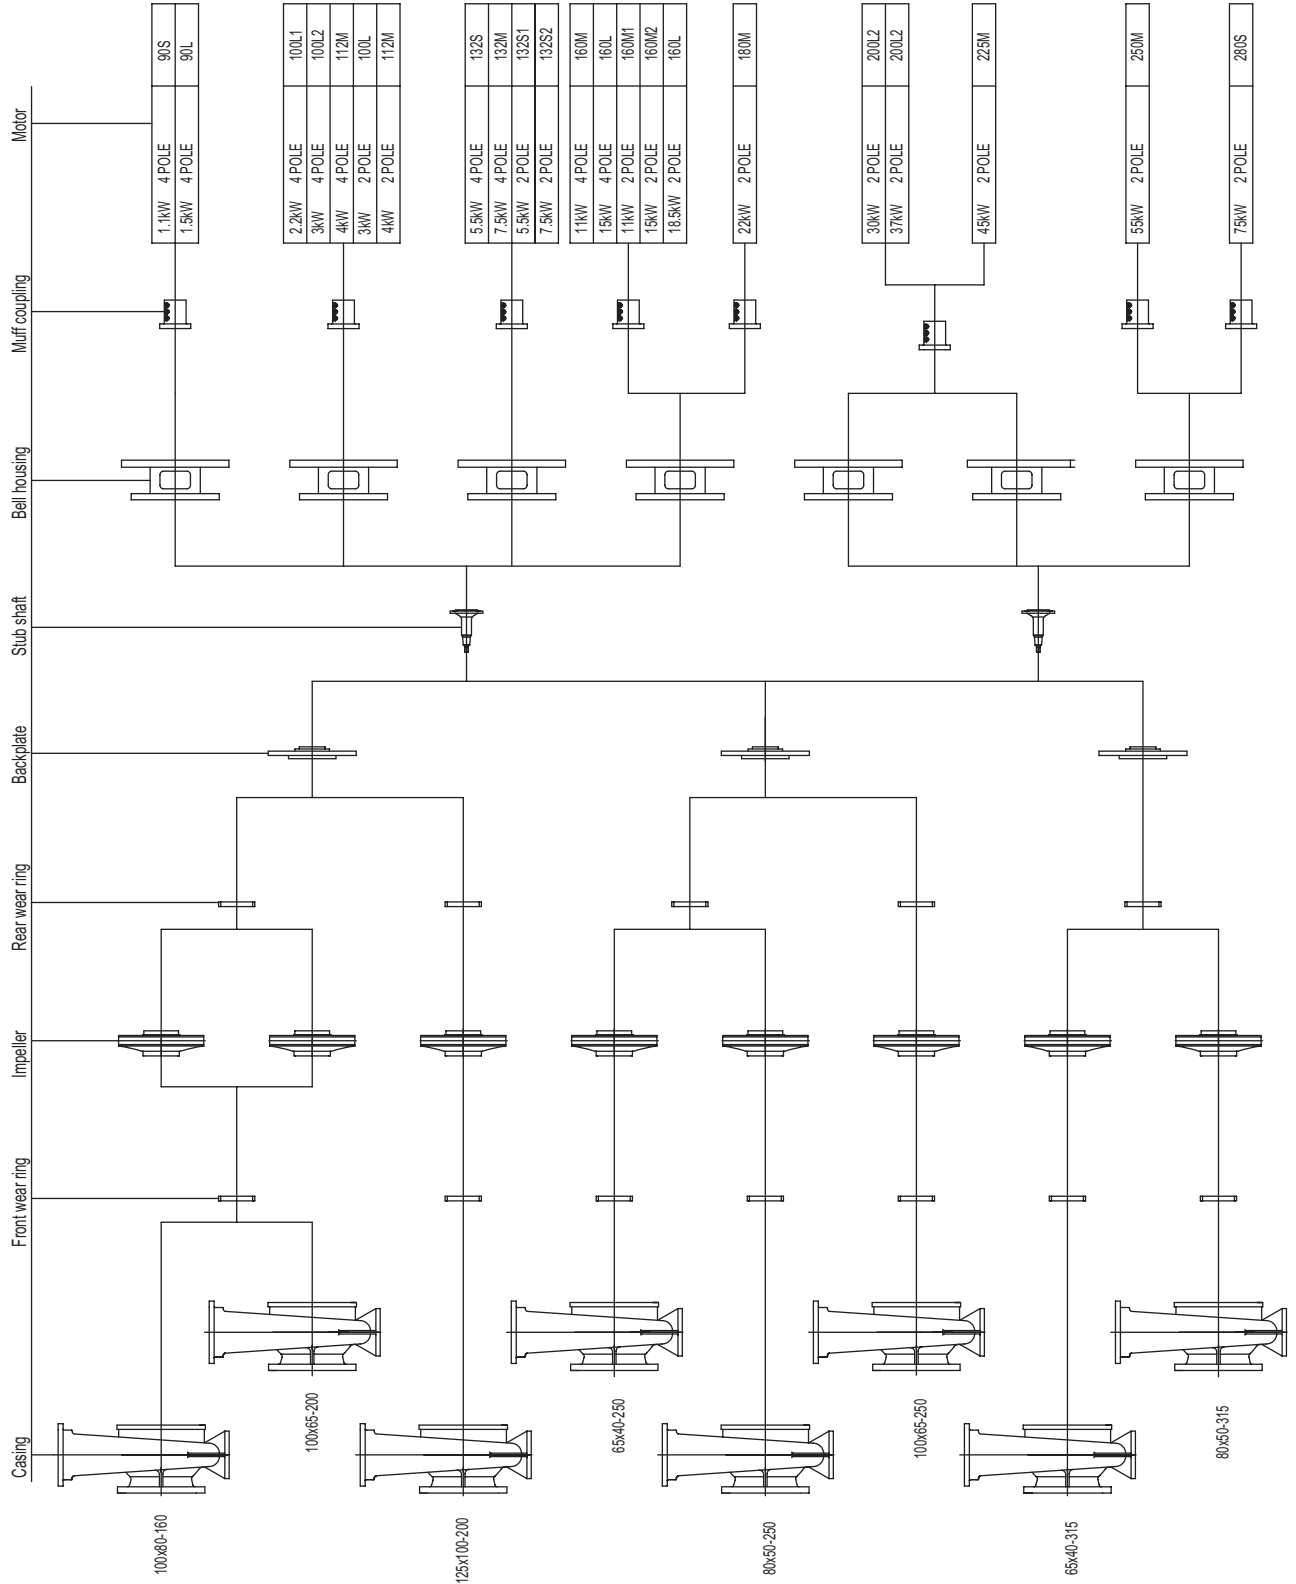 Casing
Front wear ring
Impeller
Rear wear ring
Backplate
Stub shaft
Bell housing
Muff coupling
Motor
1.1kW 4 POLE 90S
1.5kW 4 POLE 90L
2.2kW 4 POLE 100L1
3kW 4 POLE 100L2
4kW 4 POLE 112M
3kW 2 POLE 100L
4kW 2 POLE 112M
5.5kW 4 POLE 132S
7.5kW 4 POLE 132M
5.5kW 2 POLE 132S1
7.5kW 2 POLE 132S2
11kW 4 POLE 160M
15kW 4 POLE 160L
11kW 2 POLE 160M1
15kW 2 POLE 160M2
18.5kW 2 POLE 160L
22kW 2 POLE 180M
30kW 2 POLE 200L2
37kW 2 POLE 200L2
45kW 2 POLE 225M
55kW 2 POLE 250M
75kW 2 POLE 280S
100x80-160
100x65-200
125x100-200
65x40-250
80x50-250
100x65-250
65x40-315
80x50-315